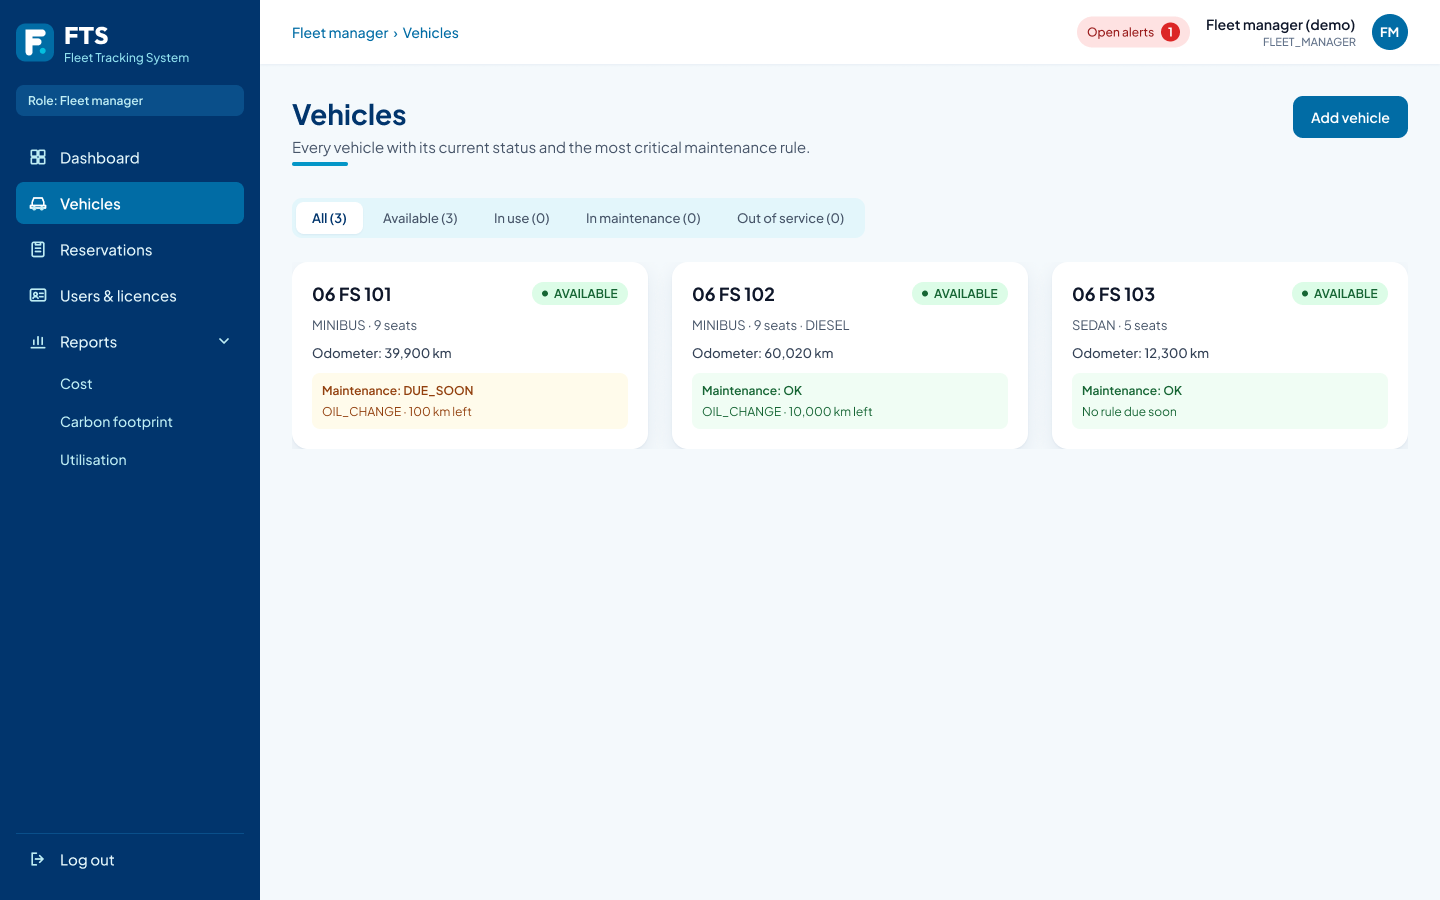 FTS
Fleet Tracking System
Role: Fleet manager
Dashboard
Vehicles
Reservations
Users & licences
Reports
Cost
Carbon footprint
Utilisation
Log out
Fleet manager › Vehicles
Open alerts 1
Fleet manager (demo)
FLEET_MANAGER
FM
Vehicles
Every vehicle with its current status and the most critical maintenance rule.
Add vehicle
All (3) Available (3) In use (0) In maintenance (0) Out of service (0)
06 FS 101 AVAILABLE
MINIBUS · 9 seats
Odometer: 39,900 km
Maintenance: DUE_SOON
OIL_CHANGE · 100 km left
06 FS 102 AVAILABLE
MINIBUS · 9 seats · DIESEL
Odometer: 60,020 km
Maintenance: OK
OIL_CHANGE · 10,000 km left
06 FS 103 AVAILABLE
SEDAN · 5 seats
Odometer: 12,300 km
Maintenance: OK
No rule due soon